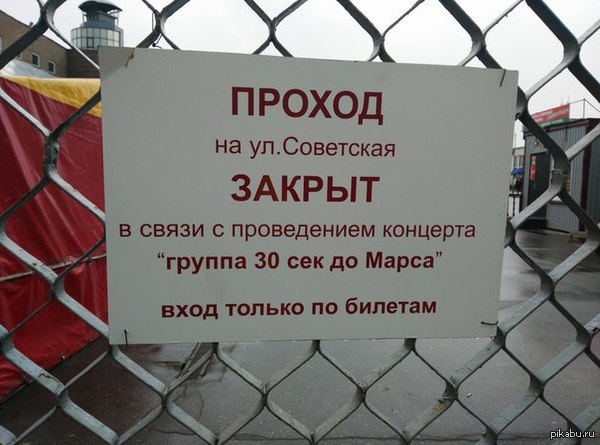 ПРОХОД
на ул.Советская
ЗАКРЫТ
в связи с проведением концерта
“группа 30 сек до Марса”
вход только по билетам
pikabu.ru